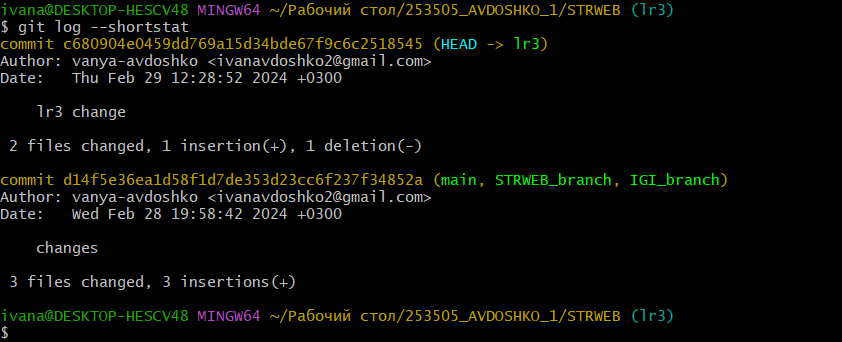 ivana@DESKTOP-HESCV48 MINGW64 ~/Рабочий стол/253505_AVDOSHKO_1/STRWEB (lr3)
$ git log --shortstat
commit c680904e0459dd769a15d34bde67f9c6c2518545 (HEAD -> lr3)
Author: vanya-avdoshko <ivanavdoshko2@gmail.com>
Date:   Thu Feb 29 12:28:52 2024 +0300
    lr3 change
 2 files changed, 1 insertion(+), 1 deletion(-)
commit d14f5e36ea1d58f1d7de353d23cc6f237f34852a (main, STRWEB_branch, IGI_branch)
Author: vanya-avdoshko <ivanavdoshko2@gmail.com>
Date:   Wed Feb 28 19:58:42 2024 +0300
    changes
 3 files changed, 3 insertions(+)
ivana@DESKTOP-HESCV48 MINGW64 ~/Рабочий стол/253505_AVDOSHKO_1/STRWEB (lr3)
$